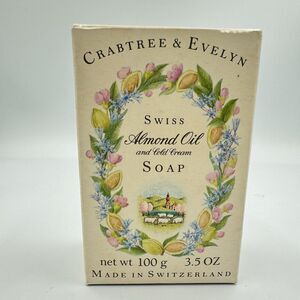 CRABTREE & EVELYN
SWISS
Almond Oil
and Cold Cream
SOAP
net wt 100 g 3.5 OZ
MADE IN SWITZERLAND